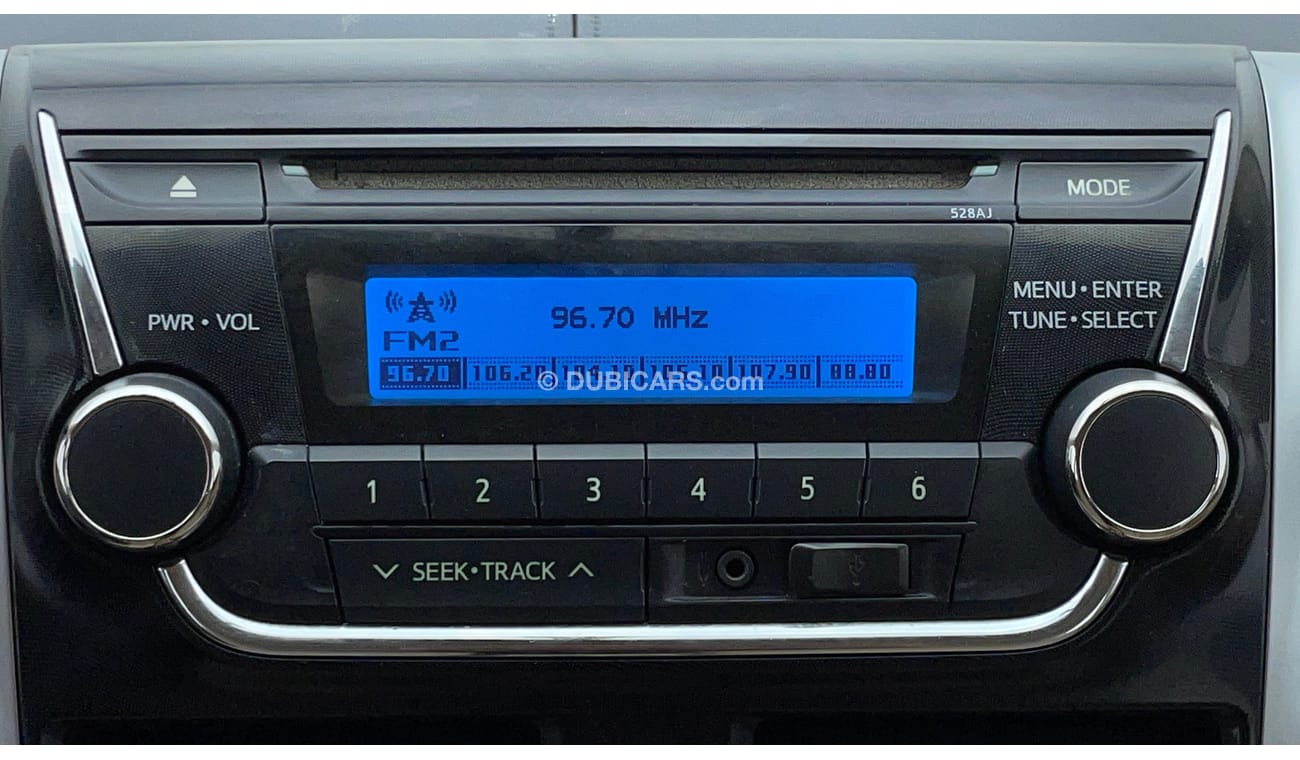 MODE
528AJ
PWR • VOL
MENU • ENTER
TUNE • SELECT
96.70 MHz
FM2
96.70 106.20 107.90 88.80
© DUBICARS.com
1 2 3 4 5 6
SEEK • TRACK